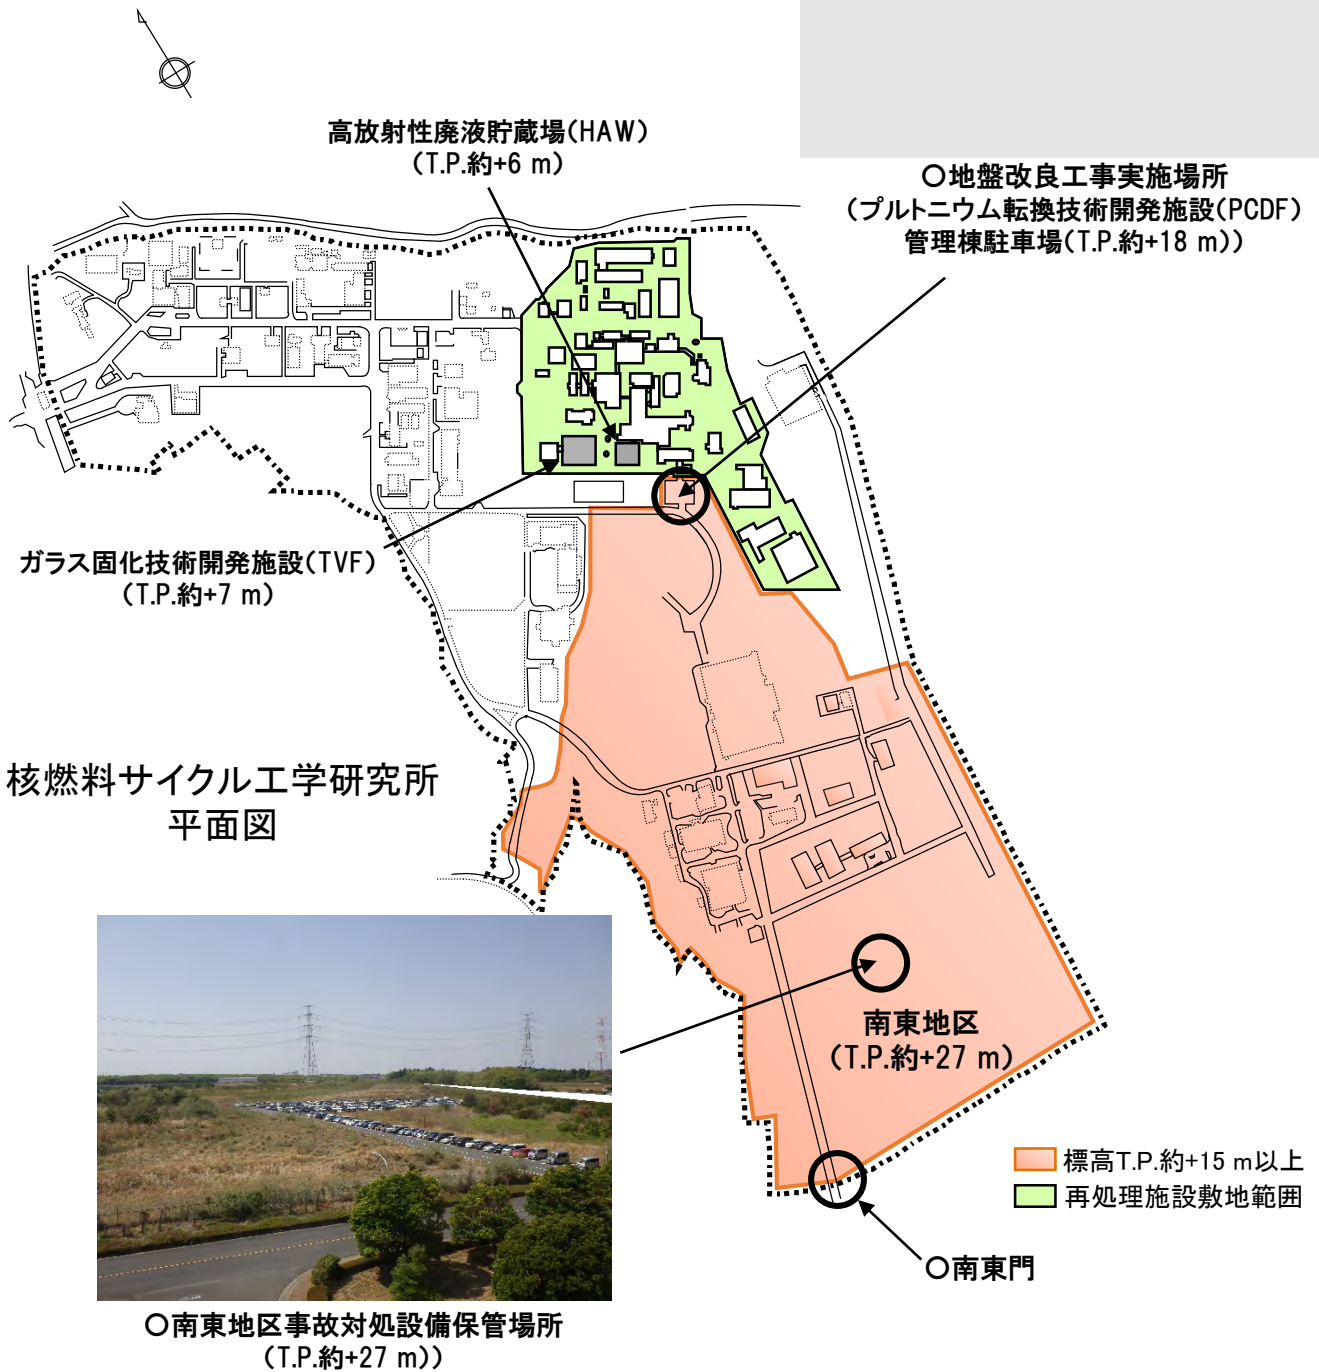 高放射性廃液貯蔵場(HAW)
(T.P.約+6 m)
〇地盤改良工事実施場所
(プルトニウム転換技術開発施設(PCDF)
管理棟駐車場(T.P.約+18 m))
ガラス固化技術開発施設(TVF)
(T.P.約+7 m)
核燃料サイクル工学研究所
平面図
南東地区
(T.P.約+27 m)
標高T.P.約+15 m以上
再処理施設敷地範囲
〇南東門
〇南東地区事故対処設備保管場所
(T.P.約+27 m))